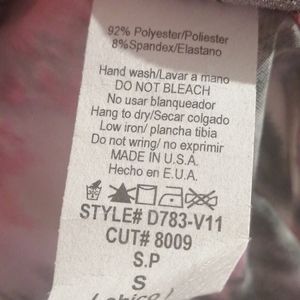 92% Polyester/Poliester
8%Spandex/Elastano
Hand wash/Lavar a mano
DO NOT BLEACH
No usar blanqueador
Hang to dry/Secar colgado
Low iron/ plancha tibia
Do not wring/ no exprimir
MADE IN U.S.A.
Hecho en E.U.A.
STYLE# D783-V11
CUT# 8009
S.P
S